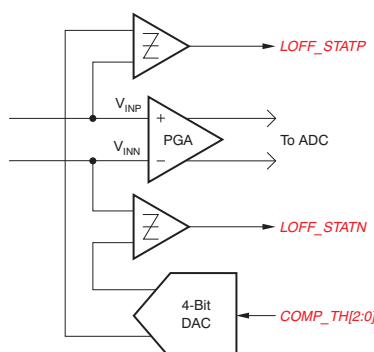 LOFF_STATP
VINP
+
PGA
To ADC
VINN
−
LOFF_STATN
4-Bit
DAC
COMP_TH[2:0]